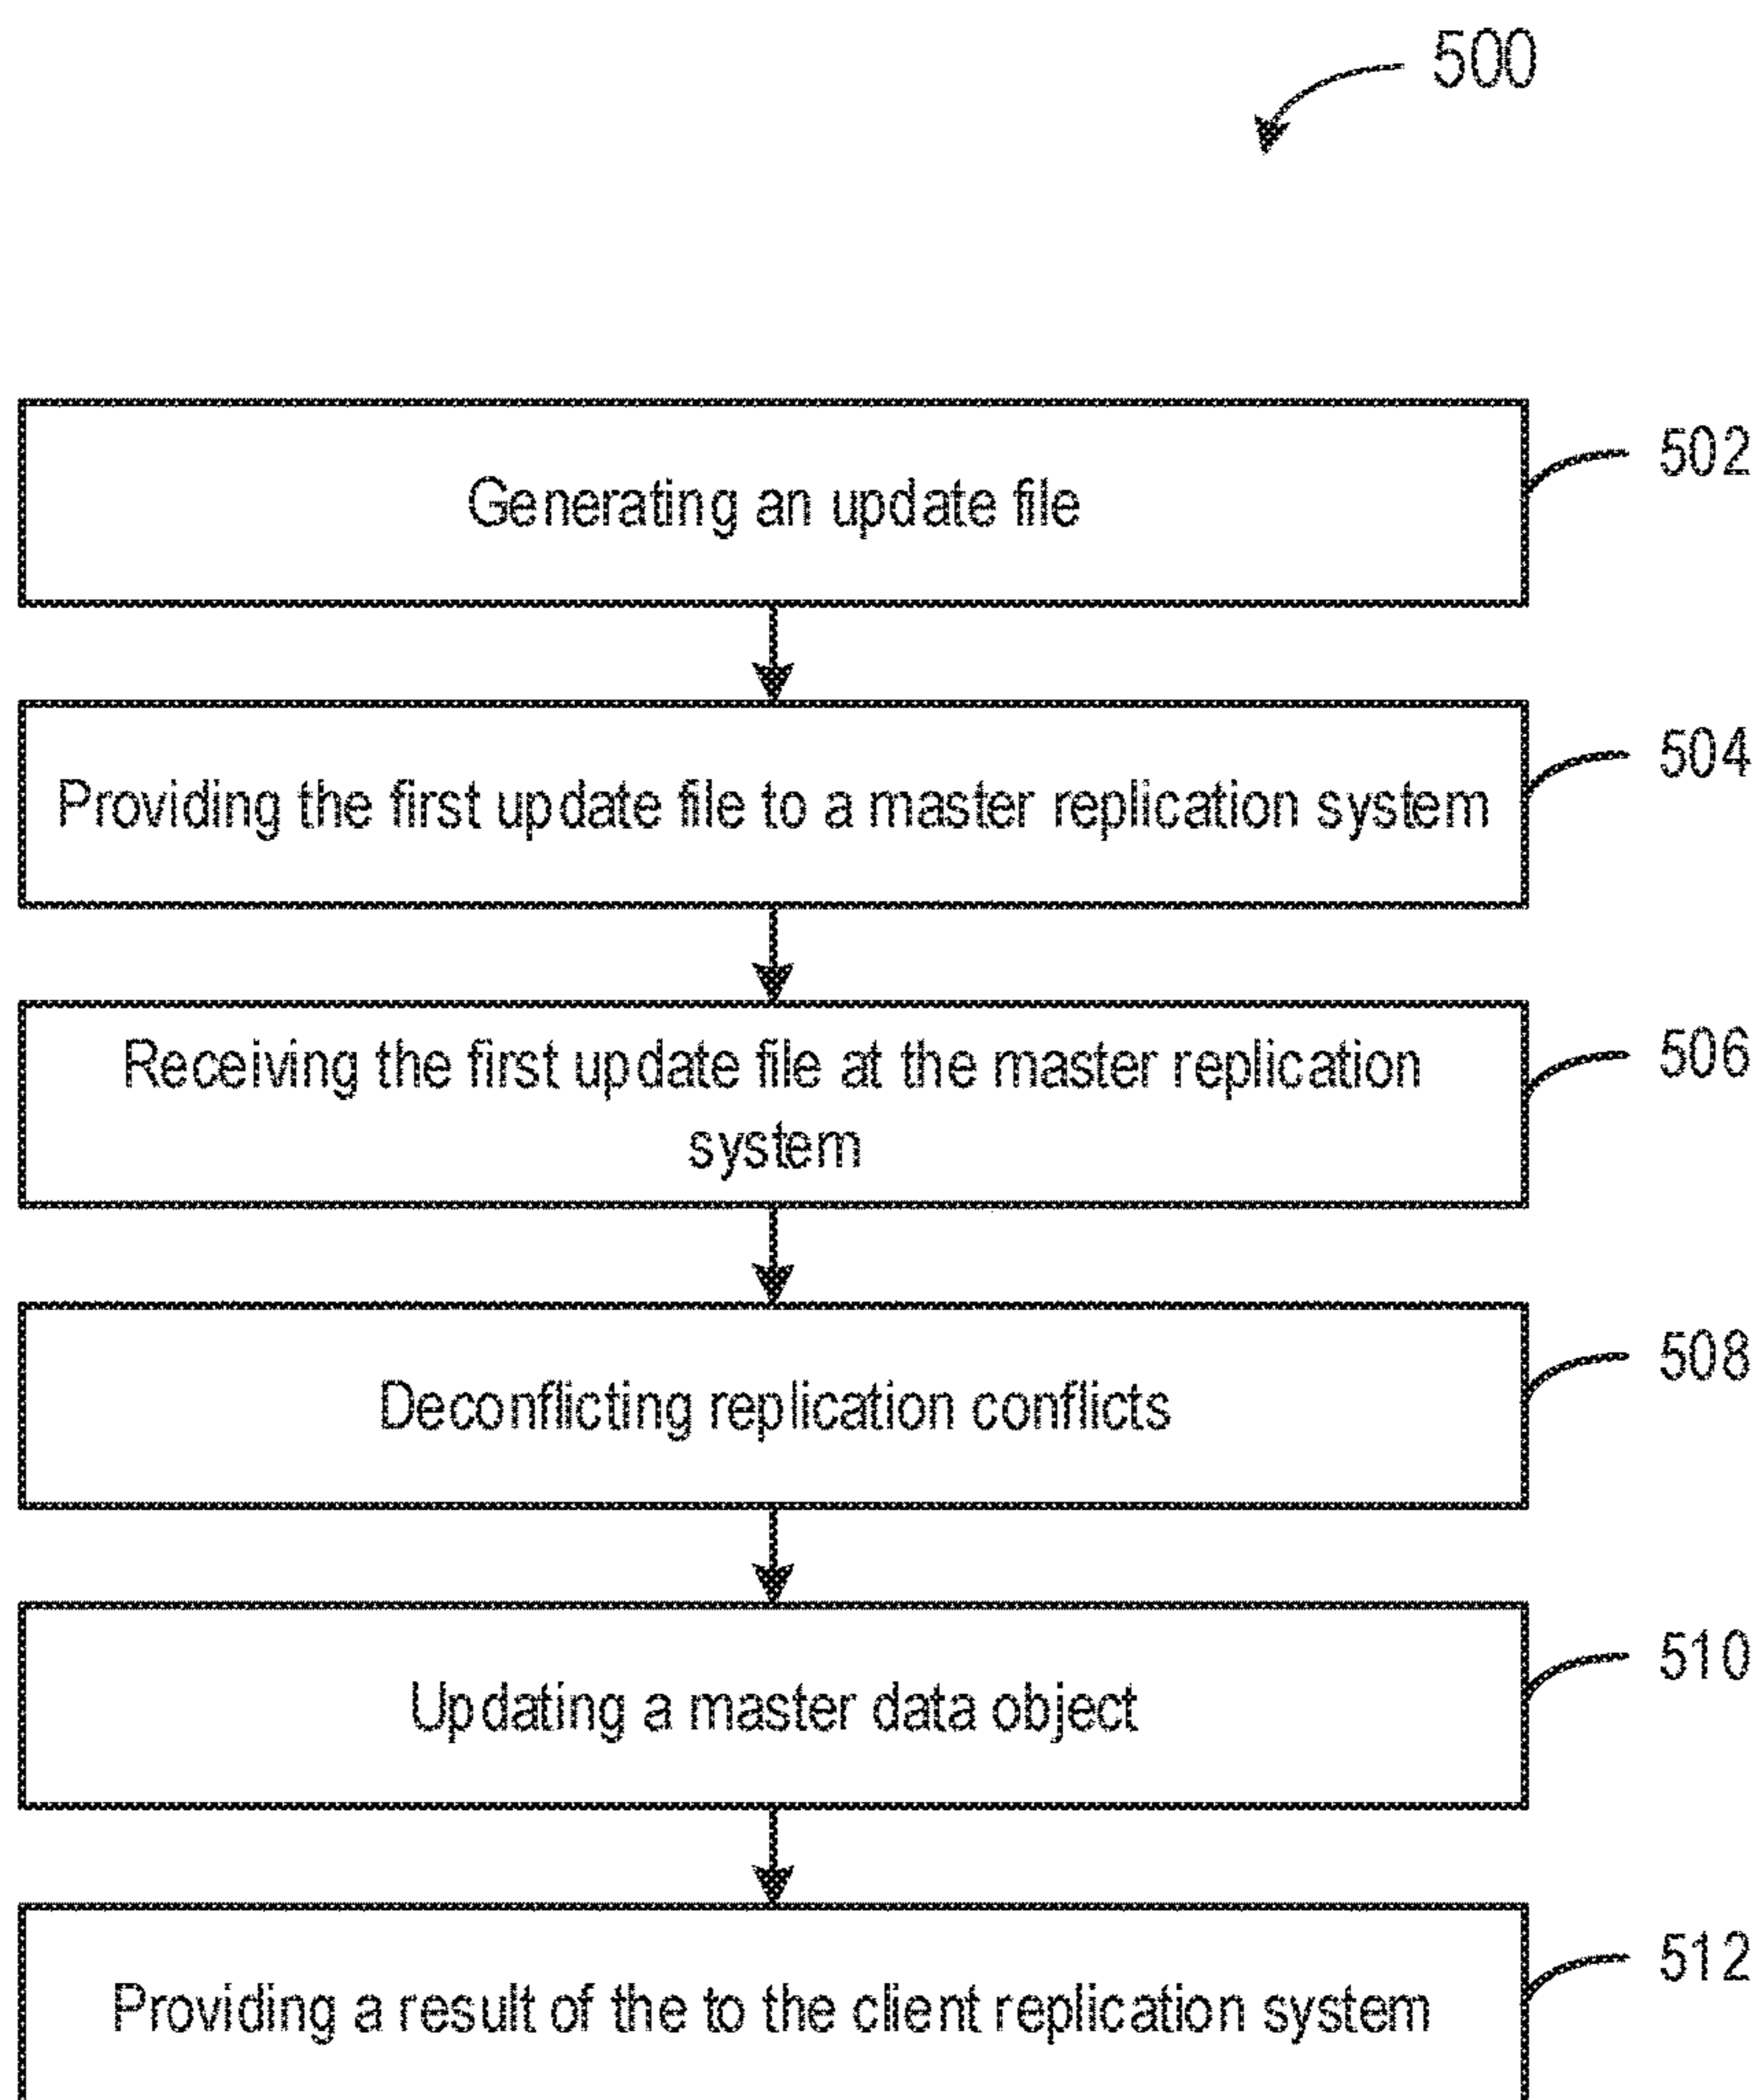 500
Generating an update file
502
Providing the first update file to a master replication system
504
Receiving the first update file at the master replication
system
506
Deconflicting replication conflicts
508
Updating a master data object
510
Providing a result of the to the client replication system
512